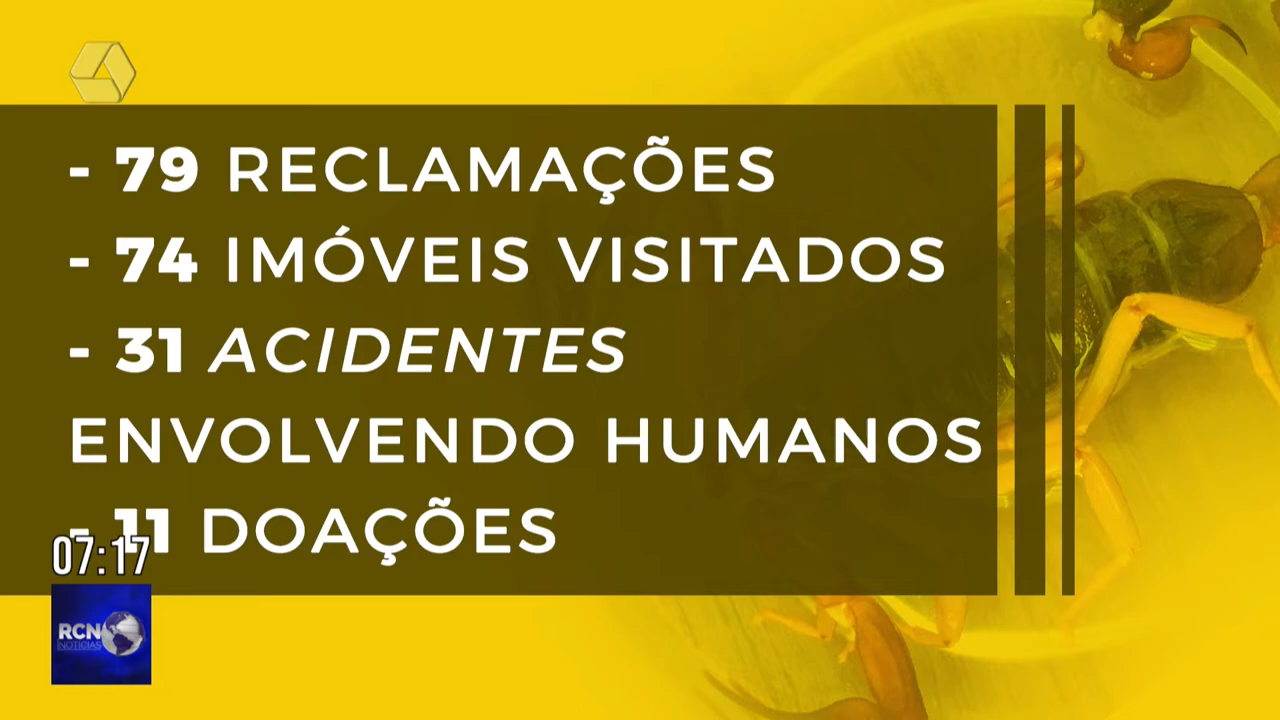 - 79 RECLAMAÇÕES
- 74 IMÓVEIS VISITADOS
- 31 ACIDENTES
ENVOLVENDO HUMANOS
- 11 DOAÇÕES
07:17
RCN
NOTÍCIAS